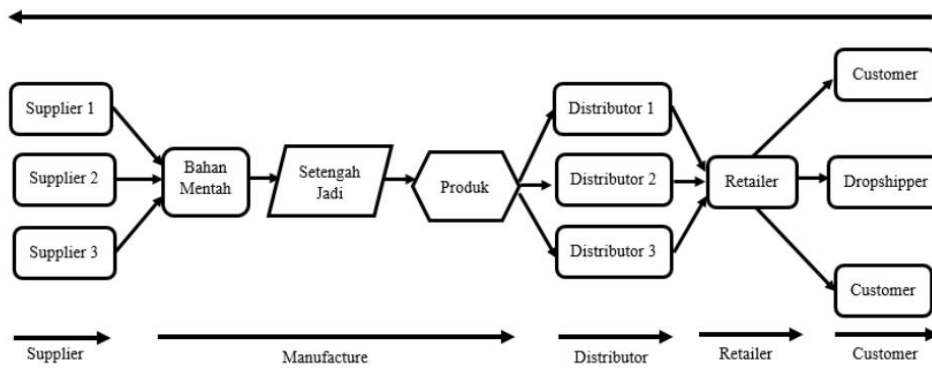 Supplier 1
Supplier 2
Supplier 3
Bahan
Mentah
Setengah
Jadi
Produk
Distributor 1
Distributor 2
Distributor 3
Retailer
Customer
Dropshipper
Customer
Supplier
Manufacture
Distributor
Retailer
Customer